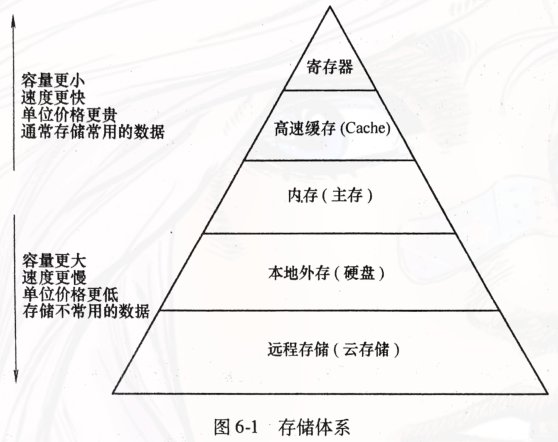 寄存器
容量更小
速度更快
单位价格更贵
通常存储常用的数据
高速缓存(Cache)
内存(主存)
容量更大
速度更慢
单位价格更低
存储不常用的数据
本地外存(硬盘)
远程存储(云存储)
图6-1 存储体系